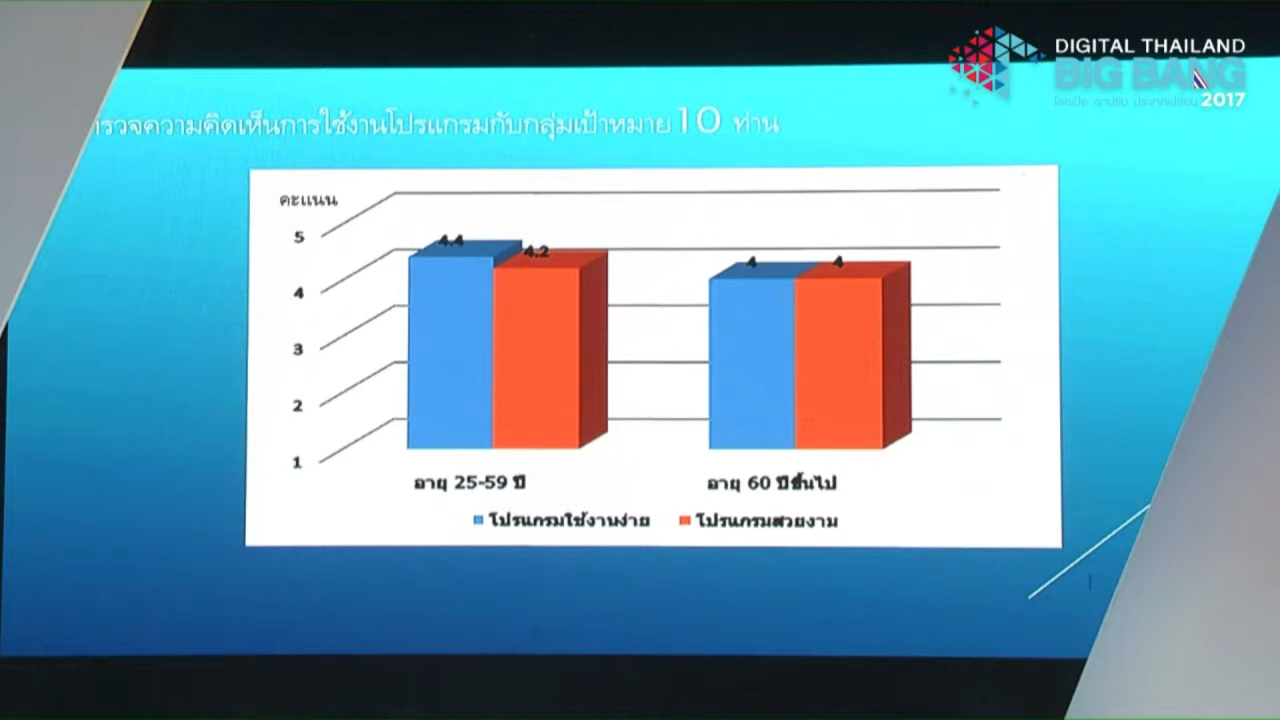 DIGITAL THAILAND
BIG BANG
2017
ตรวจความคิดเห็นการใช้งานโปรแกรมกับกลุ่มเป้าหมาย 10 ท่าน
คะแนน
5
4
3
2
1
4.4
4.2
4
4
อายุ 25-59 ปี
อายุ 60 ปีขึ้นไป
โปรแกรมใช้งานง่าย
โปรแกรมสวยงาม